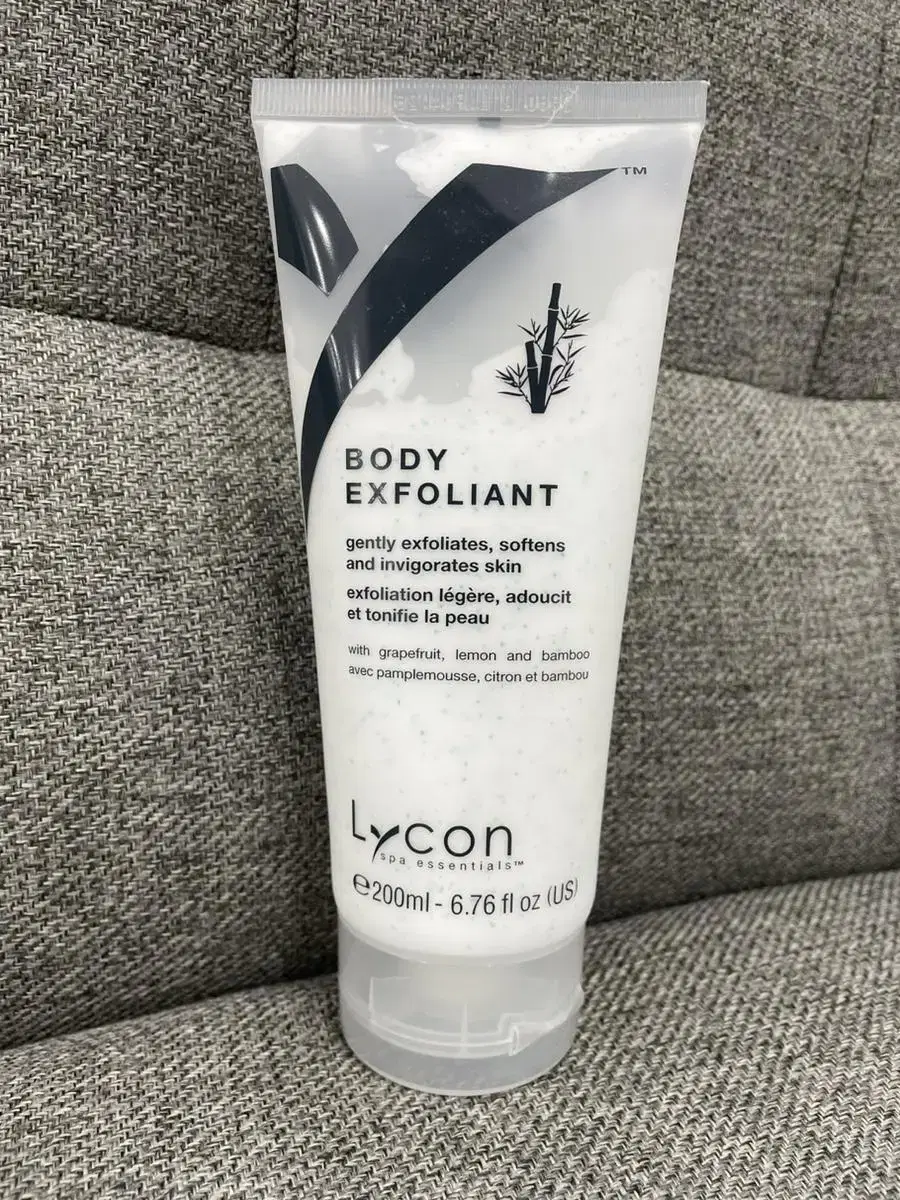 TM
BODY
EXFOLIANT
gently exfoliates, softens
and invigorates skin
exfoliation légère, adoucit
et tonifie la peau
with grapefruit, lemon and bamboo
avec pamplemousse, citron et bambou
Lycon
spa essentials™
℮200ml - 6.76 fl oz (US)